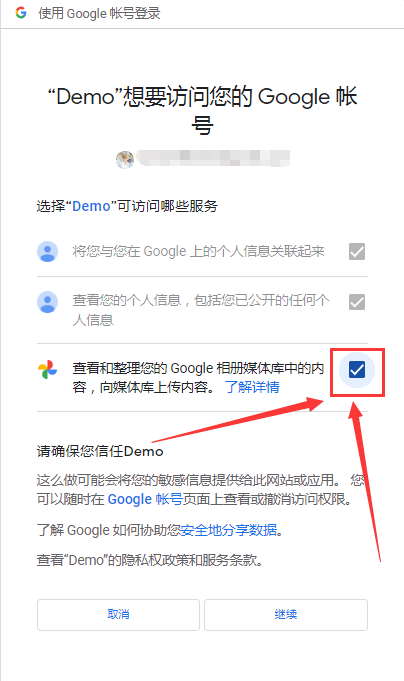 使用 Google 帐号登录
“Demo”想要访问您的 Google 帐
号
选择“Demo”可访问哪些服务
将您与您在 Google 上的个人信息关联起来
查看您的个人信息，包括您已公开的任何个
人信息
查看和整理您的 Google 相册媒体库中的内
容，向媒体库上传内容。 了解详情
请确保您信任Demo
这么做可能会将您的敏感信息提供给此网站或应用。 您
可以随时在 Google 帐号页面上查看或撤消访问权限。
了解 Google 如何协助您安全地分享数据。
查看“Demo”的隐私权政策和服务条款。
取消
继续